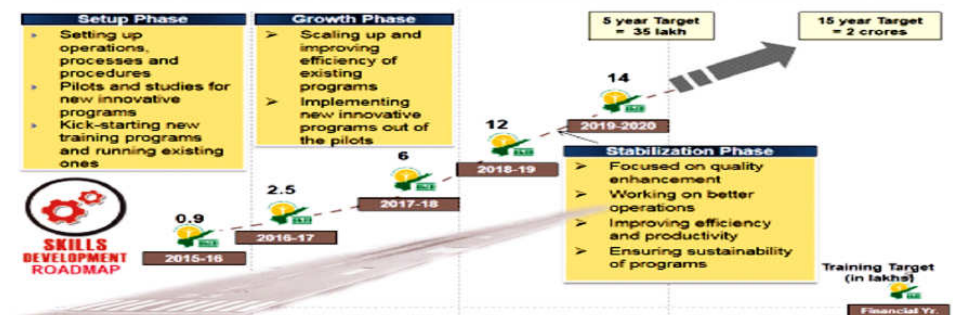 Setup Phase
Setting up
operations,
processes and
procedures
Pilots and studies for
new innovative
programs
Kick-starting new
training programs
and running existing
ones
Growth Phase
Scaling up and
improving
efficiency of
existing
programs
Implementing
new innovative
programs out of
the pilots
5 year Target
= 35 lakh
15 year Target
= 2 crores
14
2019-2020
12
2018-19
6
2017-18
2.5
2016-17
0.9
2015-16
Stabilization Phase
Focused on quality
enhancement
Working on better
operations
Improving efficiency
and productivity
Ensuring sustainability
of programs
SKILLS
DEVELOPMENT
ROADMAP
Training Target
(in lakhs)
Financial Yr.